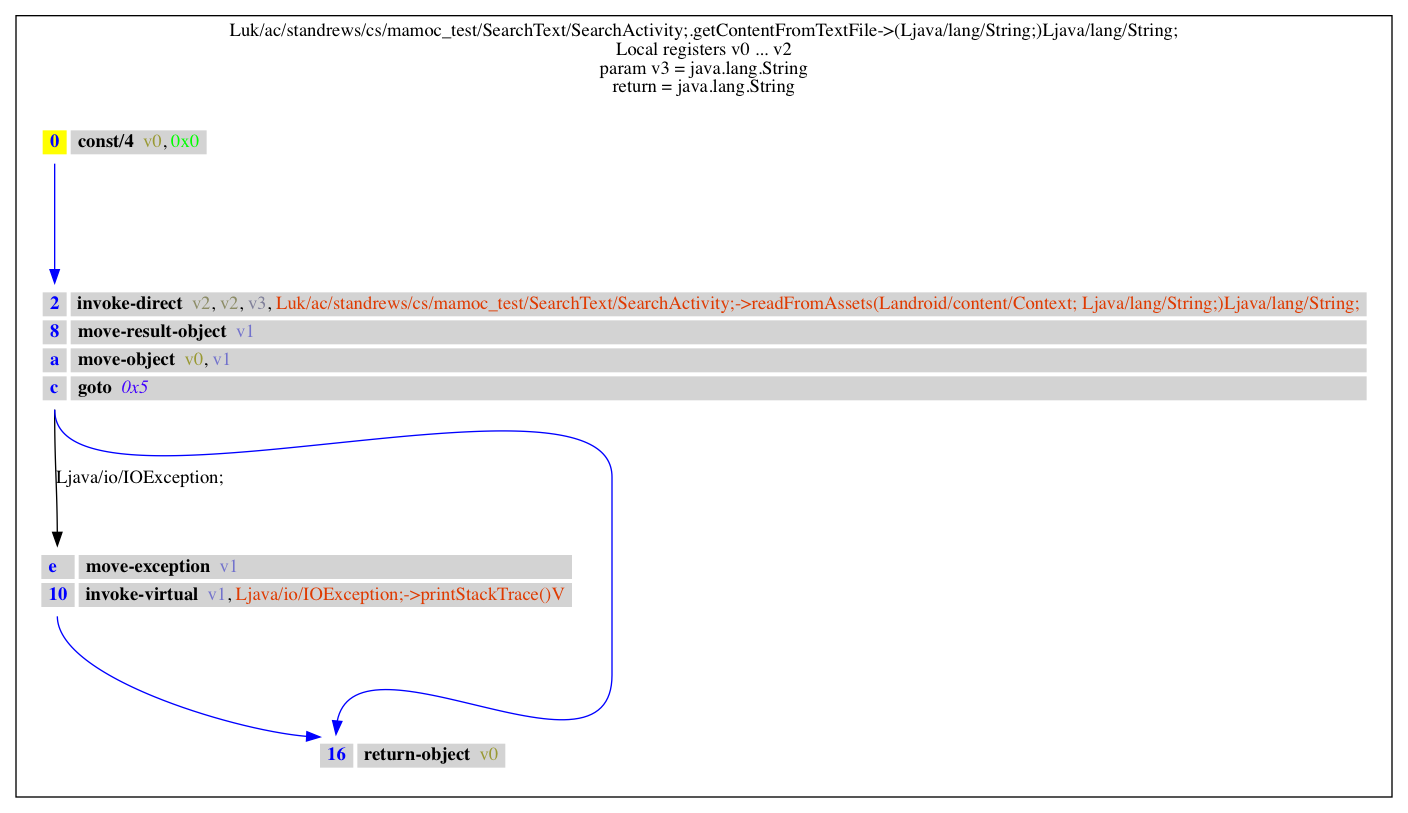 Luk/ac/standrews/cs/mamoc_test/SearchText/SearchActivity;.getContentFromTextFile->(Ljava/lang/String;)Ljava/lang/String;
Local registers v0 ... v2
param v3 = java.lang.String
return = java.lang.String
0 const/4 v0, 0x0
2 invoke-direct v2, v2, v3, Luk/ac/standrews/cs/mamoc_test/SearchText/SearchActivity;->readFromAssets(Landroid/content/Context; Ljava/lang/String;)Ljava/lang/String;
8 move-result-object v1
a move-object v0, v1
c goto 0x5
Ljava/io/IOException;
e move-exception v1
10 invoke-virtual v1, Ljava/io/IOException;->printStackTrace()V
16 return-object v0